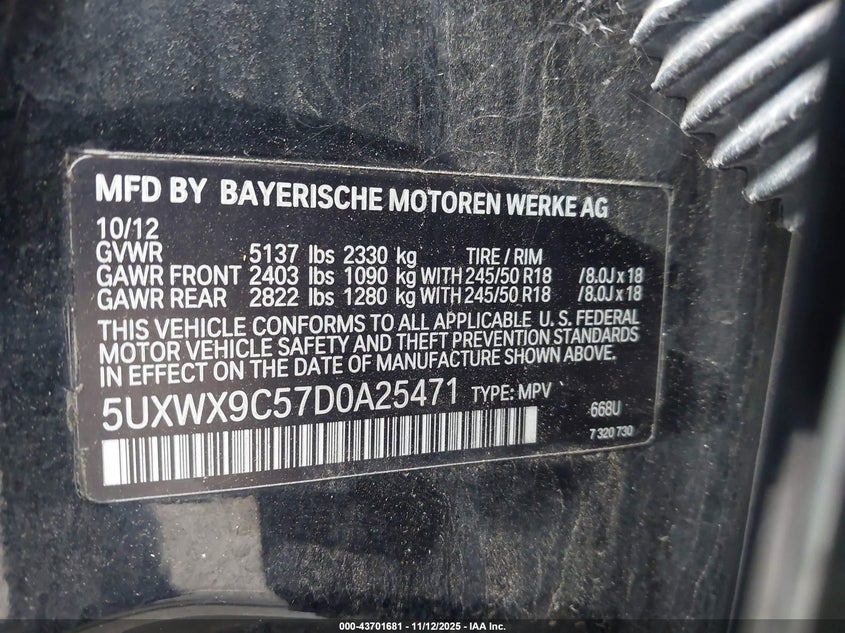 MFD BY BAYERISCHE MOTOREN WERKE AG
10/12
GVWR 5137 lbs 2330 kg TIRE / RIM
GAWR FRONT 2403 lbs 1090 kg WITH 245/50 R18 /8.0J x 18
GAWR REAR 2822 lbs 1280 kg WITH 245/50 R18 /8.0J x 18
THIS VEHICLE CONFORMS TO ALL APPLICABLE U.S. FEDERAL
MOTOR VEHICLE SAFETY AND THEFT PREVENTION STANDARDS
IN EFFECT ON THE DATE OF MANUFACTURE SHOWN ABOVE.
5UXWX9C57D0A25471 TYPE: MPV 668U
7 320 730
000-43701681 - 11/12/2025 - IAA Inc.